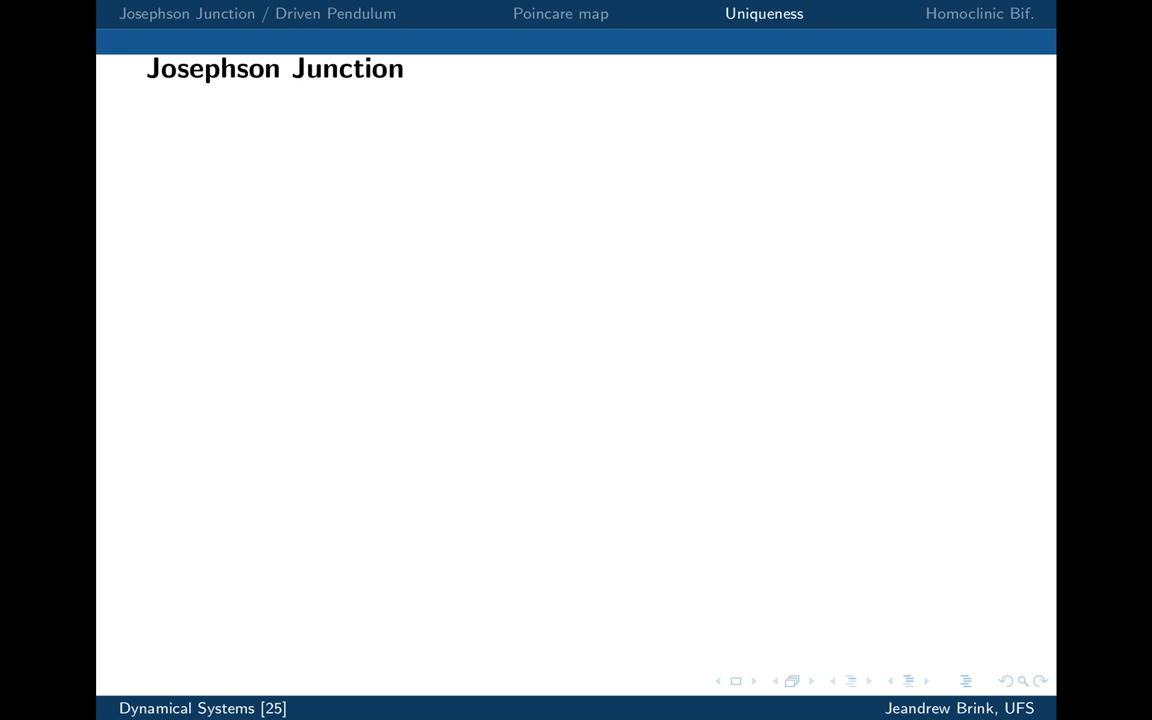 Josephson Junction / Driven Pendulum Poincare map Uniqueness Homoclinic Bif.
Josephson Junction
Dynamical Systems [25] Jeandrew Brink, UFS